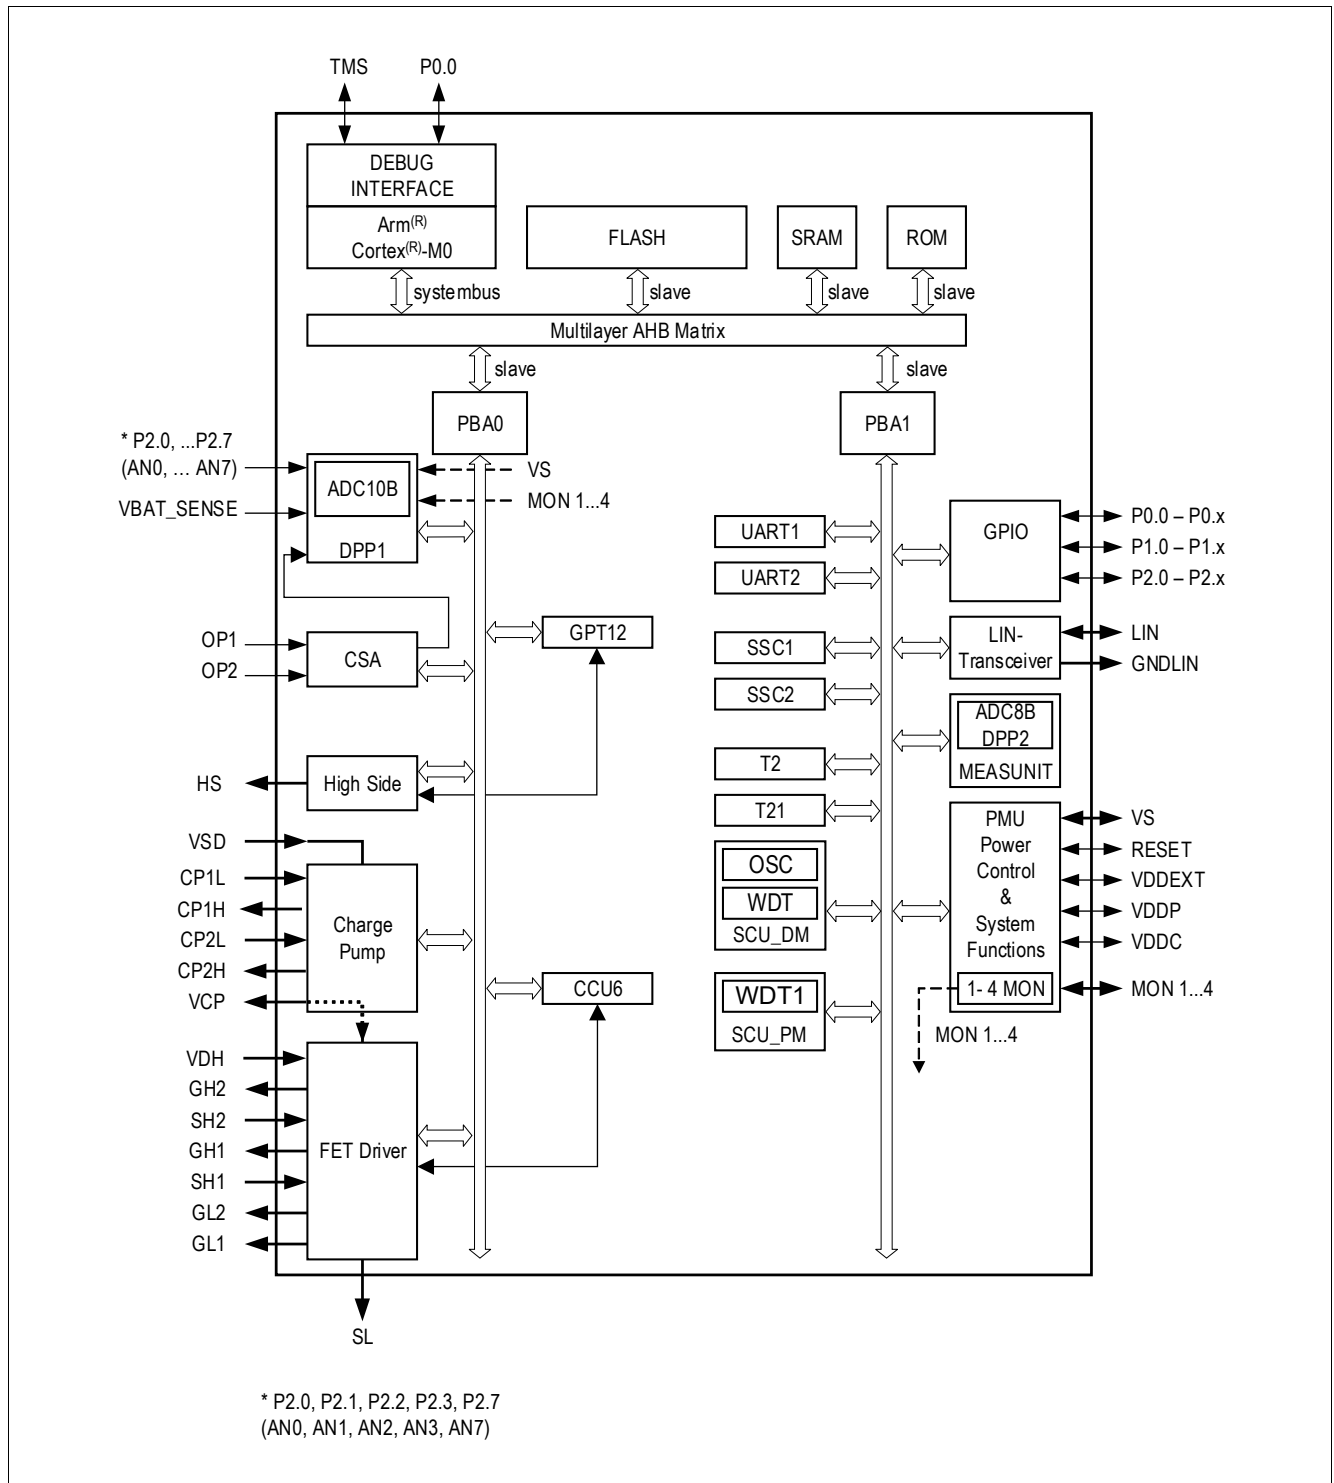 TMS
P0.0
DEBUG
INTERFACE
Arm(R)
Cortex(R)-M0
FLASH
SRAM
ROM
systembus
slave
slave
slave
Multilayer AHB Matrix
slave
slave
PBA0
PBA1
* P2.0, ...P2.7
(AN0, ... AN7)
VBAT_SENSE
ADC10B
DPP1
VS
MON 1...4
UART1
UART2
GPIO
P0.0 – P0.x
P1.0 – P1.x
P2.0 – P2.x
OP1
OP2
CSA
GPT12
SSC1
SSC2
LIN-
Transceiver
LIN
GNDLIN
ADC8B
DPP2
MEASUNIT
HS
High Side
T2
T21
VSD
CP1L
CP1H
CP2L
CP2H
VCP
Charge
Pump
OSC
WDT
SCU_DM
PMU
Power
Control
&
System
Functions
1- 4 MON
VS
RESET
VDDEXT
VDDP
VDDC
MON 1...4
CCU6
WDT1
SCU_PM
MON 1...4
VDH
GH2
SH2
GH1
SH1
GL2
GL1
FET Driver
SL
* P2.0, P2.1, P2.2, P2.3, P2.7
(AN0, AN1, AN2, AN3, AN7)